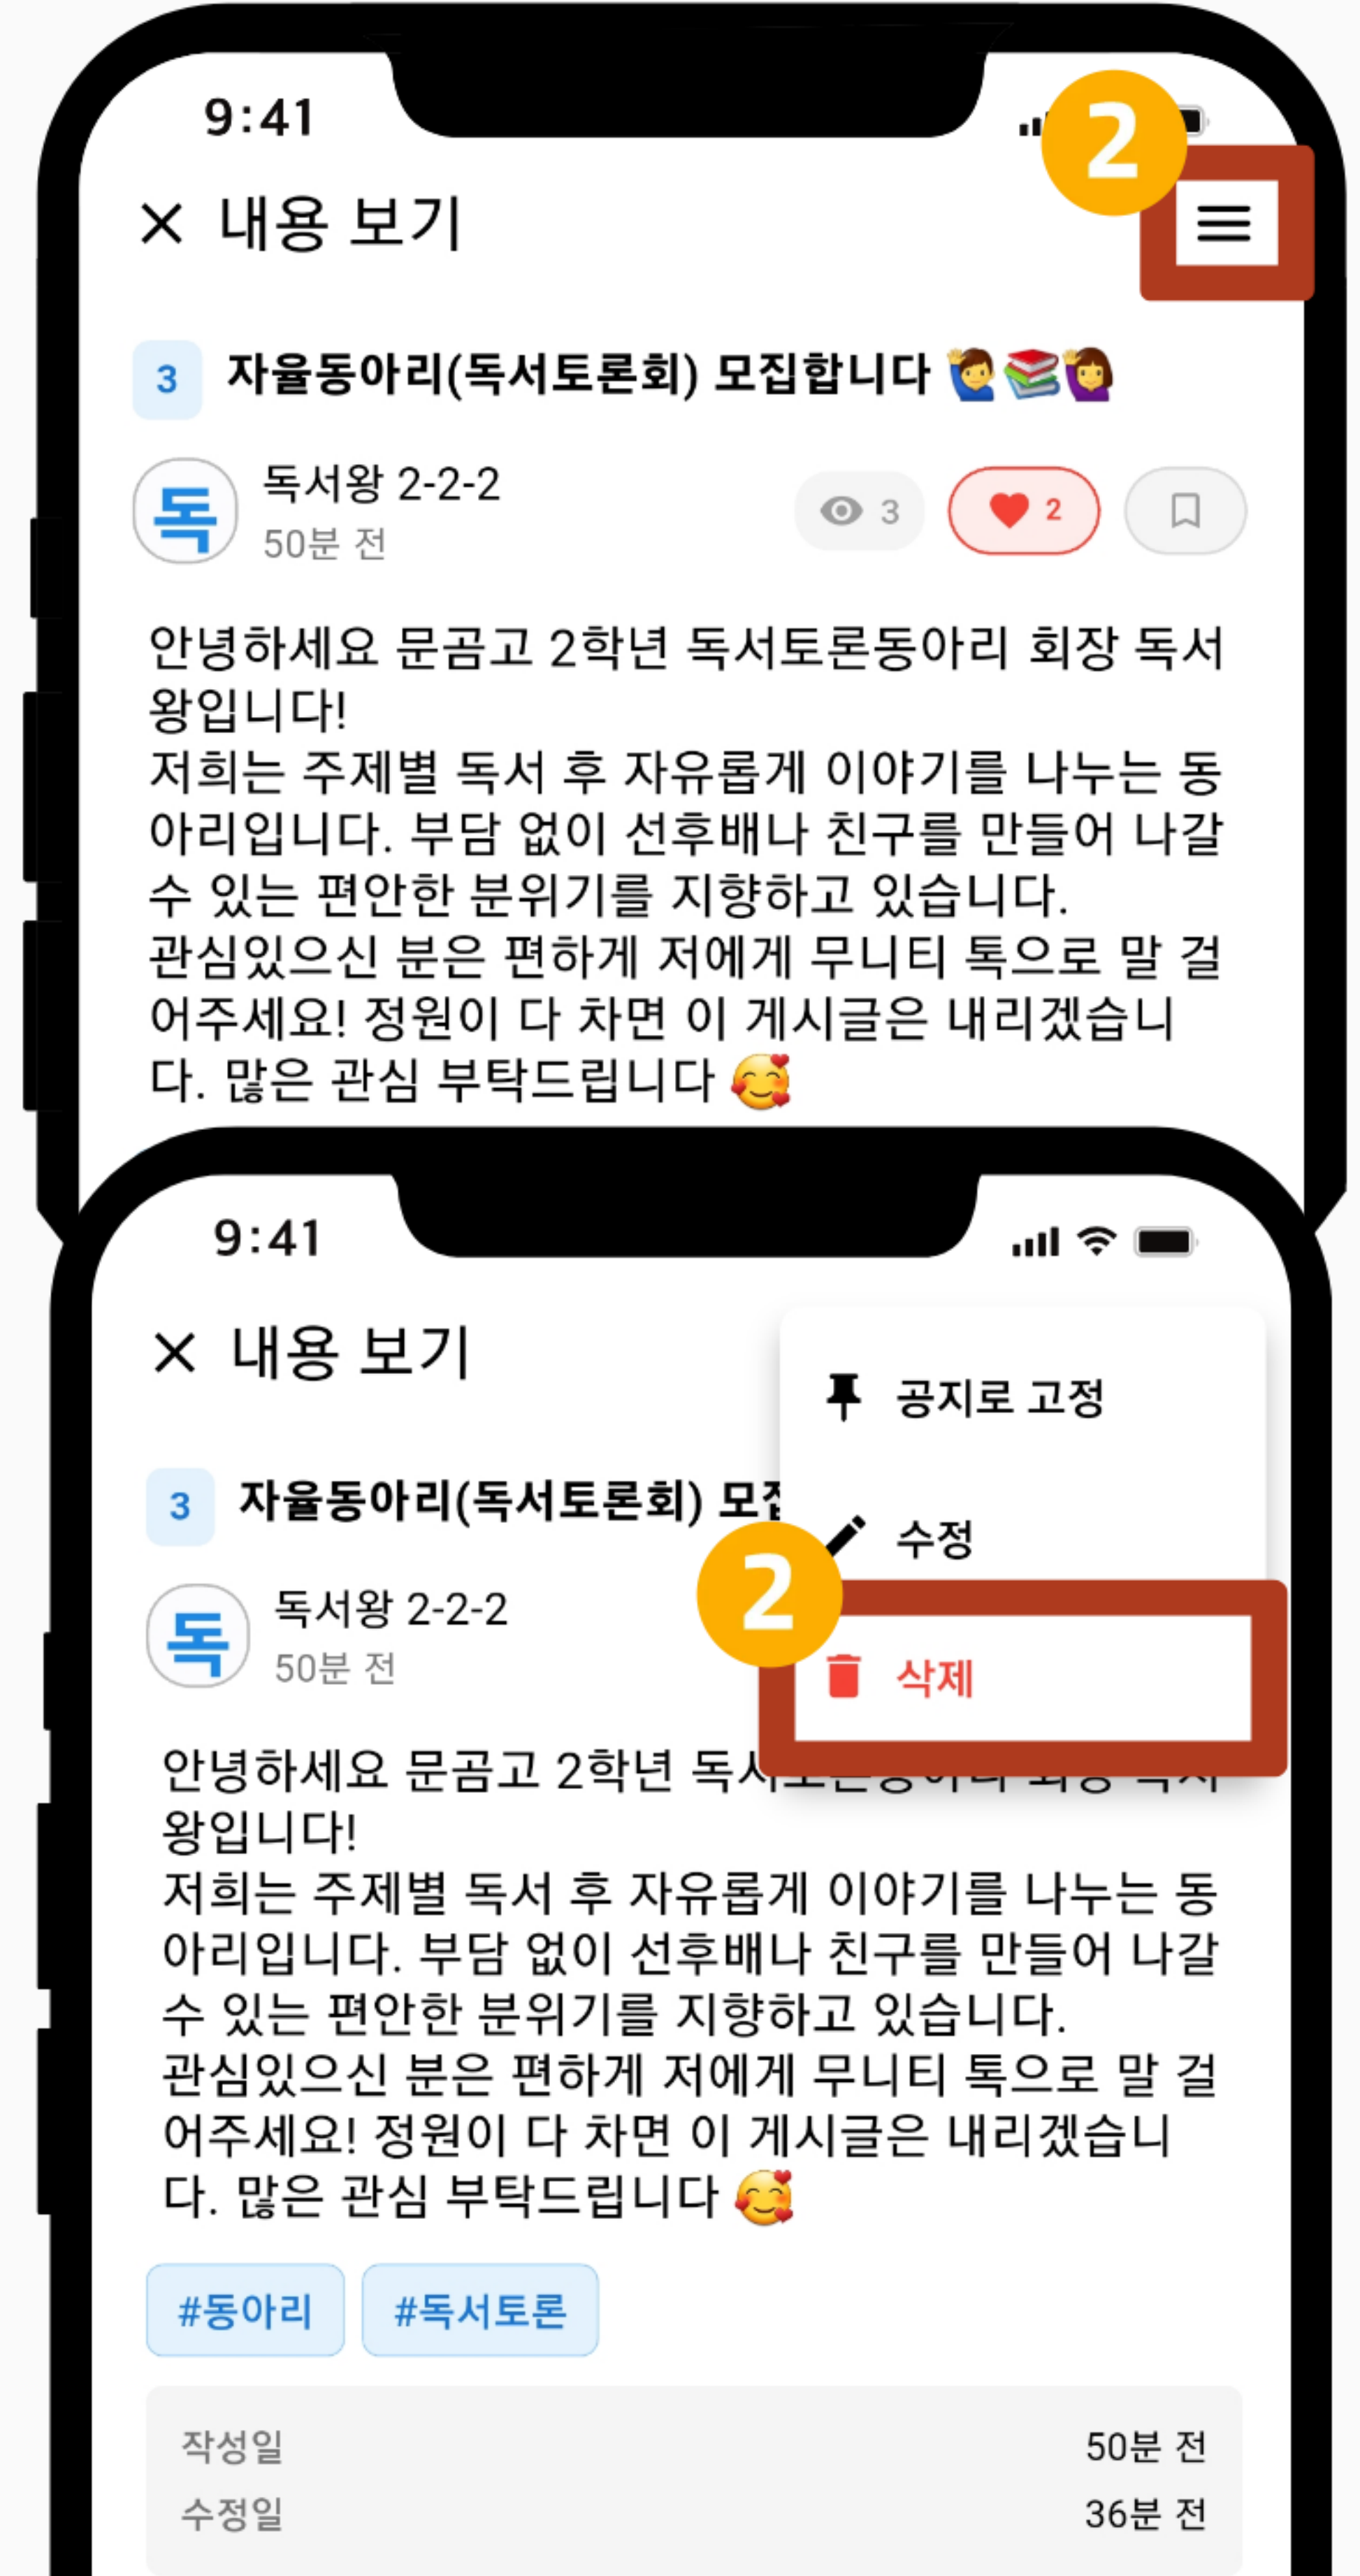 9:41
2
내용 보기
3 자율동아리(독서토론회) 모집합니다 🙋‍♂️📚🙋‍♀️
독 독서왕 2-2-2
50분 전
3
2
안녕하세요 문곰고 2학년 독서토론동아리 회장 독서
왕입니다!
저희는 주제별 독서 후 자유롭게 이야기를 나누는 동
아리입니다. 부담 없이 선후배나 친구를 만들어 나갈
수 있는 편안한 분위기를 지향하고 있습니다.
관심있으신 분은 편하게 저에게 무니티 톡으로 말 걸
어주세요! 정원이 다 차면 이 게시글은 내리겠습니
다. 많은 관심 부탁드립니다 🥰
9:41
내용 보기
공지로 고정
3 자율동아리(독서토론회)
수정
2
독 독서왕 2-2-2
50분 전
삭제
안녕하세요 문곰고 2학년
왕입니다!
저희는 주제별 독서 후 자유롭게 이야기를 나누는 동
아리입니다. 부담 없이 선후배나 친구를 만들어 나갈
수 있는 편안한 분위기를 지향하고 있습니다.
관심있으신 분은 편하게 저에게 무니티 톡으로 말 걸
어주세요! 정원이 다 차면 이 게시글은 내리겠습니
다. 많은 관심 부탁드립니다 🥰
#동아리 #독서토론
작성일 50분 전
수정일 36분 전